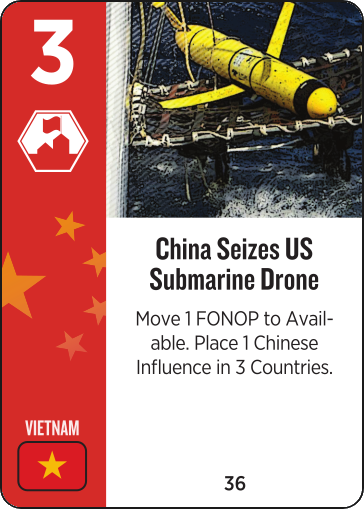 3
China Seizes US
Submarine Drone
Move 1 FONOP to Avail-
able. Place 1 Chinese
Influence in 3 Countries.
VIETNAM
36